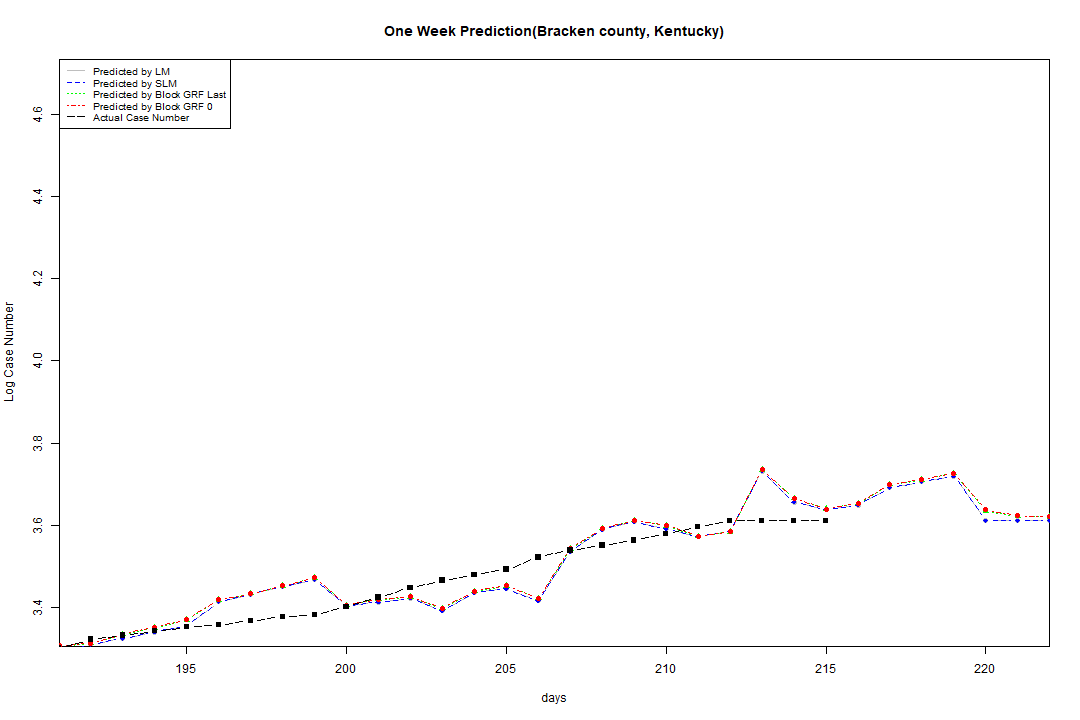 One Week Prediction(Bracken county, Kentucky)
Predicted by LM
Predicted by SLM
Predicted by Block GRF Last
Predicted by Block GRF 0
Actual Case Number
4.6
4.4
4.2
4.0
3.8
3.6
3.4
Log Case Number
195 200 205 210 215 220
days